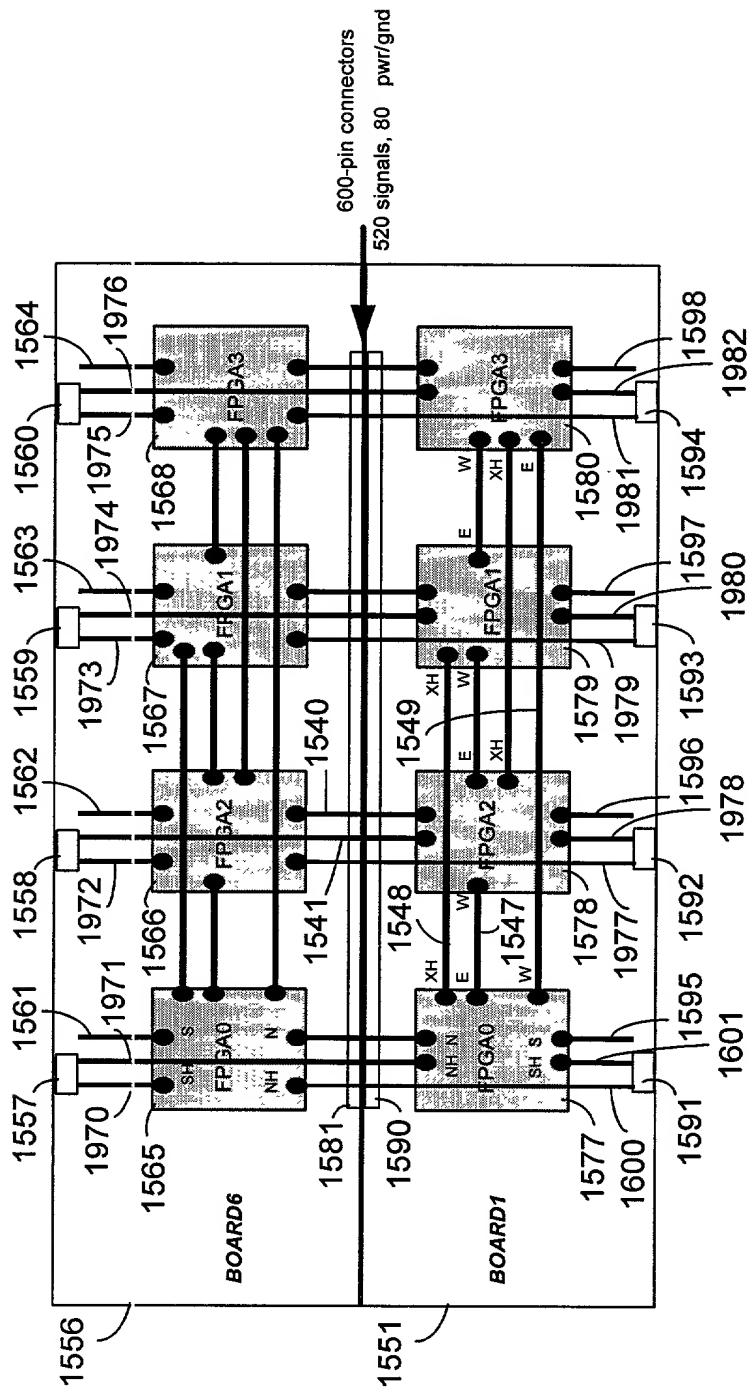 1556
1557
1970
1971
1561
1558
1972
1562
1559
1973
1974
1563
1560
1975
1976
1564
1565
1566
1567
1568
BOARD6
SH
S
FPGA0
NH
N
FPGA2
FPGA1
FPGA3
1581
1590
1541
1540
600-pin connectors
520 signals, 80 pwr/gnd
1551
BOARD1
1548
1547
1549
NH
N
FPGA0
SH
S
XH
E
W
W
FPGA2
E
XH
XH
W
FPGA1
E
W
XH
E
FPGA3
1577
1578
1579
1580
1600
1591
1601
1595
1977
1592
1978
1596
1979
1593
1980
1597
1981
1594
1982
1598